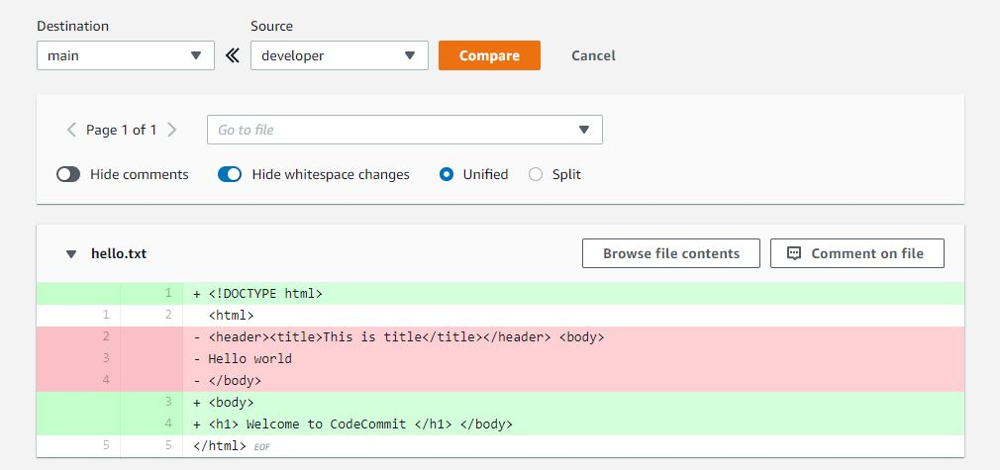 Destination Source
main developer Compare Cancel
Page 1 of 1 Go to file
Hide comments Hide whitespace changes Unified Split
hello.txt Browse file contents Comment on file
1 + <!DOCTYPE html>
1 2 <html>
2 - <header><title>This is title</title></header> <body>
3 - Hello world
4 - </body>
3 + <body>
4 + <h1> Welcome to CodeCommit </h1> </body>
5 5 </html> EOF